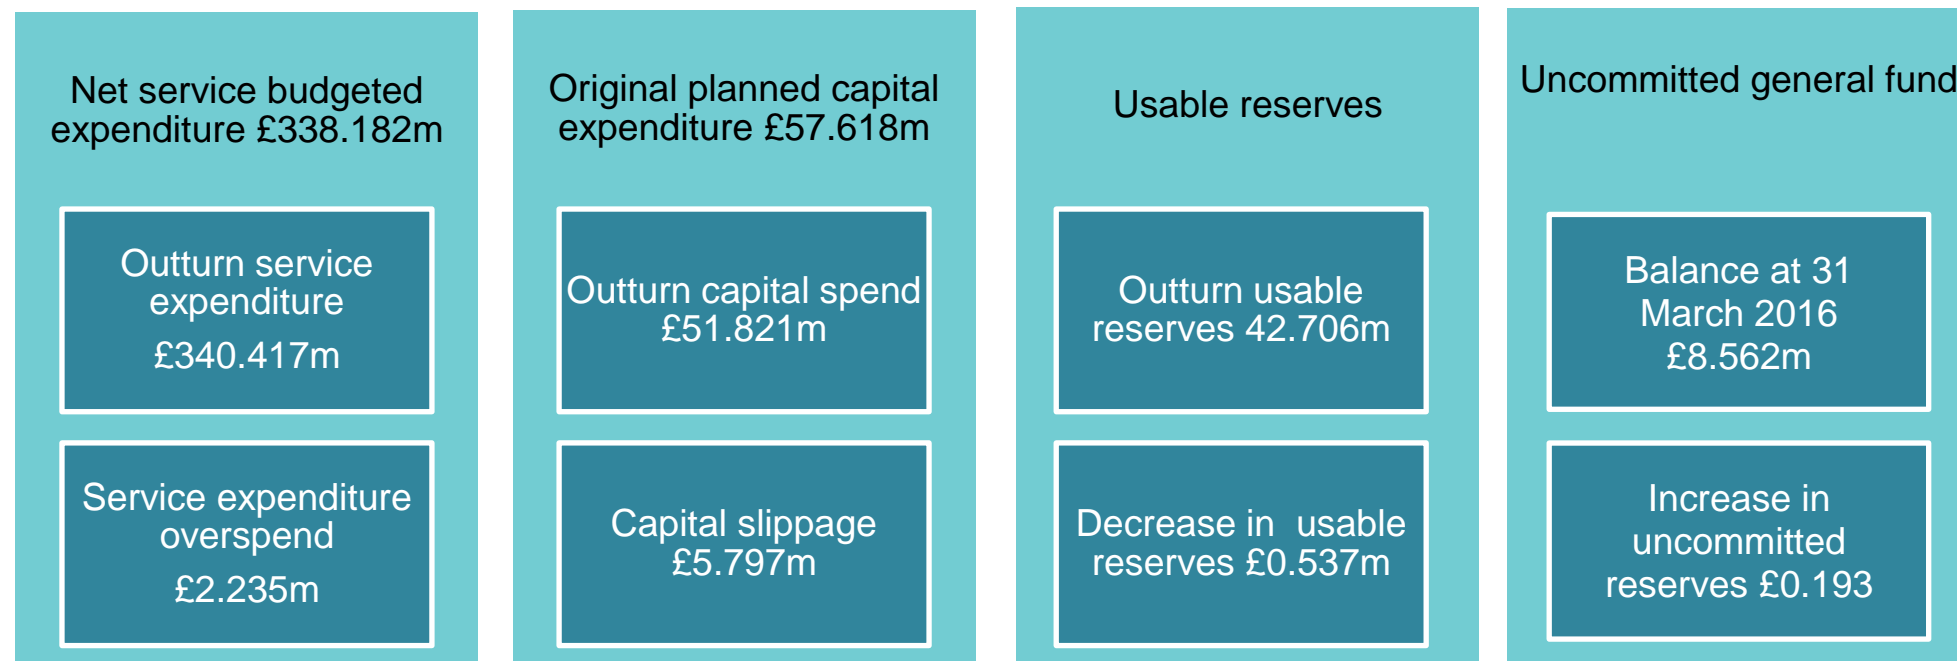 Net service budgeted
expenditure £338.182m
Outturn service
expenditure
£340.417m
Service expenditure
overspend
£2.235m
Original planned capital
expenditure £57.618m
Outturn capital spend
£51.821m
Capital slippage
£5.797m
Usable reserves
Outturn usable
reserves 42.706m
Decrease in  usable
reserves £0.537m
Uncommitted general fund
Balance at 31
March 2016
£8.562m
Increase in
uncommitted
reserves £0.193